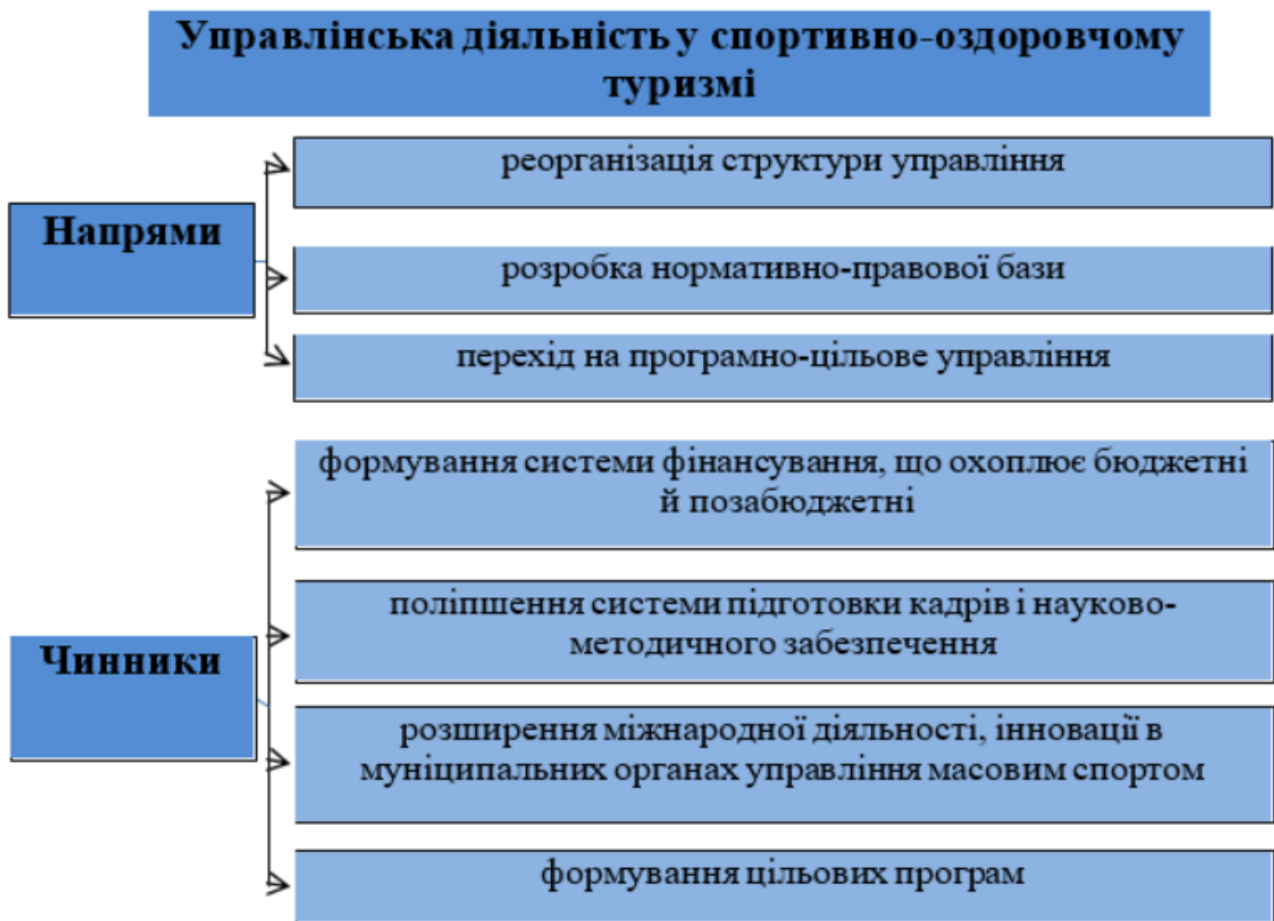 Управлінська діяльність у спортивно-оздоровчому
туризмі
Напрями
реорганізація структури управління
розробка нормативно-правової бази
перехід на програмно-цільове управління
Чинники
формування системи фінансування, що охоплює бюджетні
й позабюджетні
поліпшення системи підготовки кадрів і науково-
методичного забезпечення
розширення міжнародної діяльності, інновації в
муніципальних органах управління масовим спортом
формування цільових програм